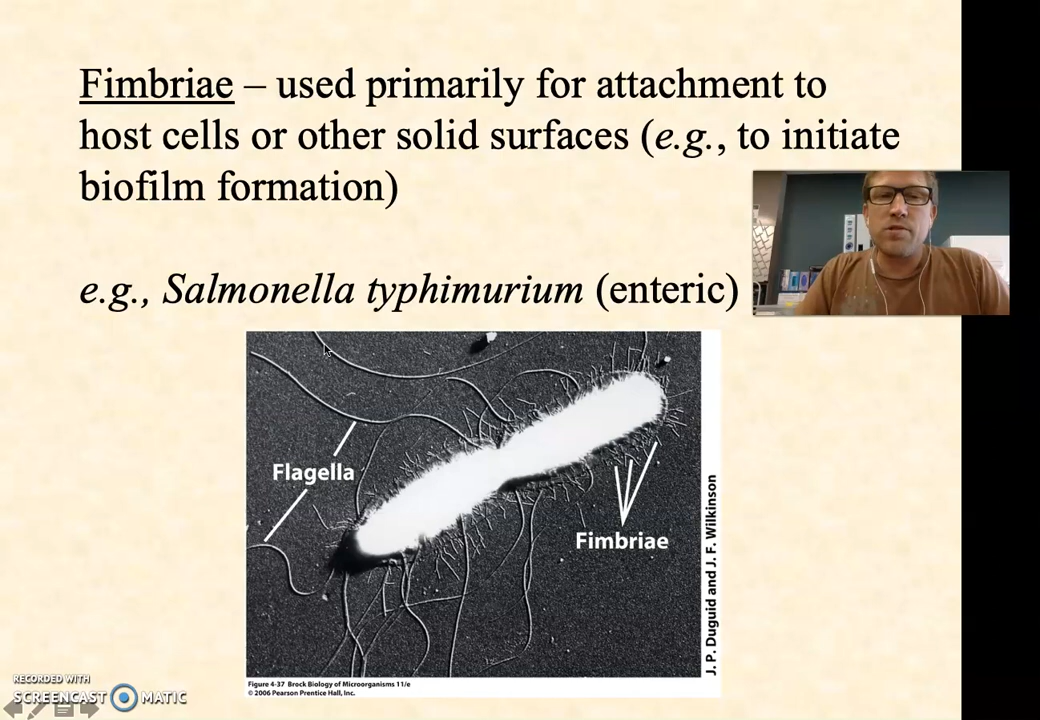 Fimbriae – used primarily for attachment to
host cells or other solid surfaces (e.g., to initiate
biofilm formation)
e.g., Salmonella typhimurium (enteric)
Flagella
Fimbriae
J. P. Duguid and J. F. Wilkinson
Figure 4-37 Brock Biology of Microorganisms 11/e
© 2006 Pearson Prentice Hall, Inc.
RECORDED WITH
SCREENCAST MATIC